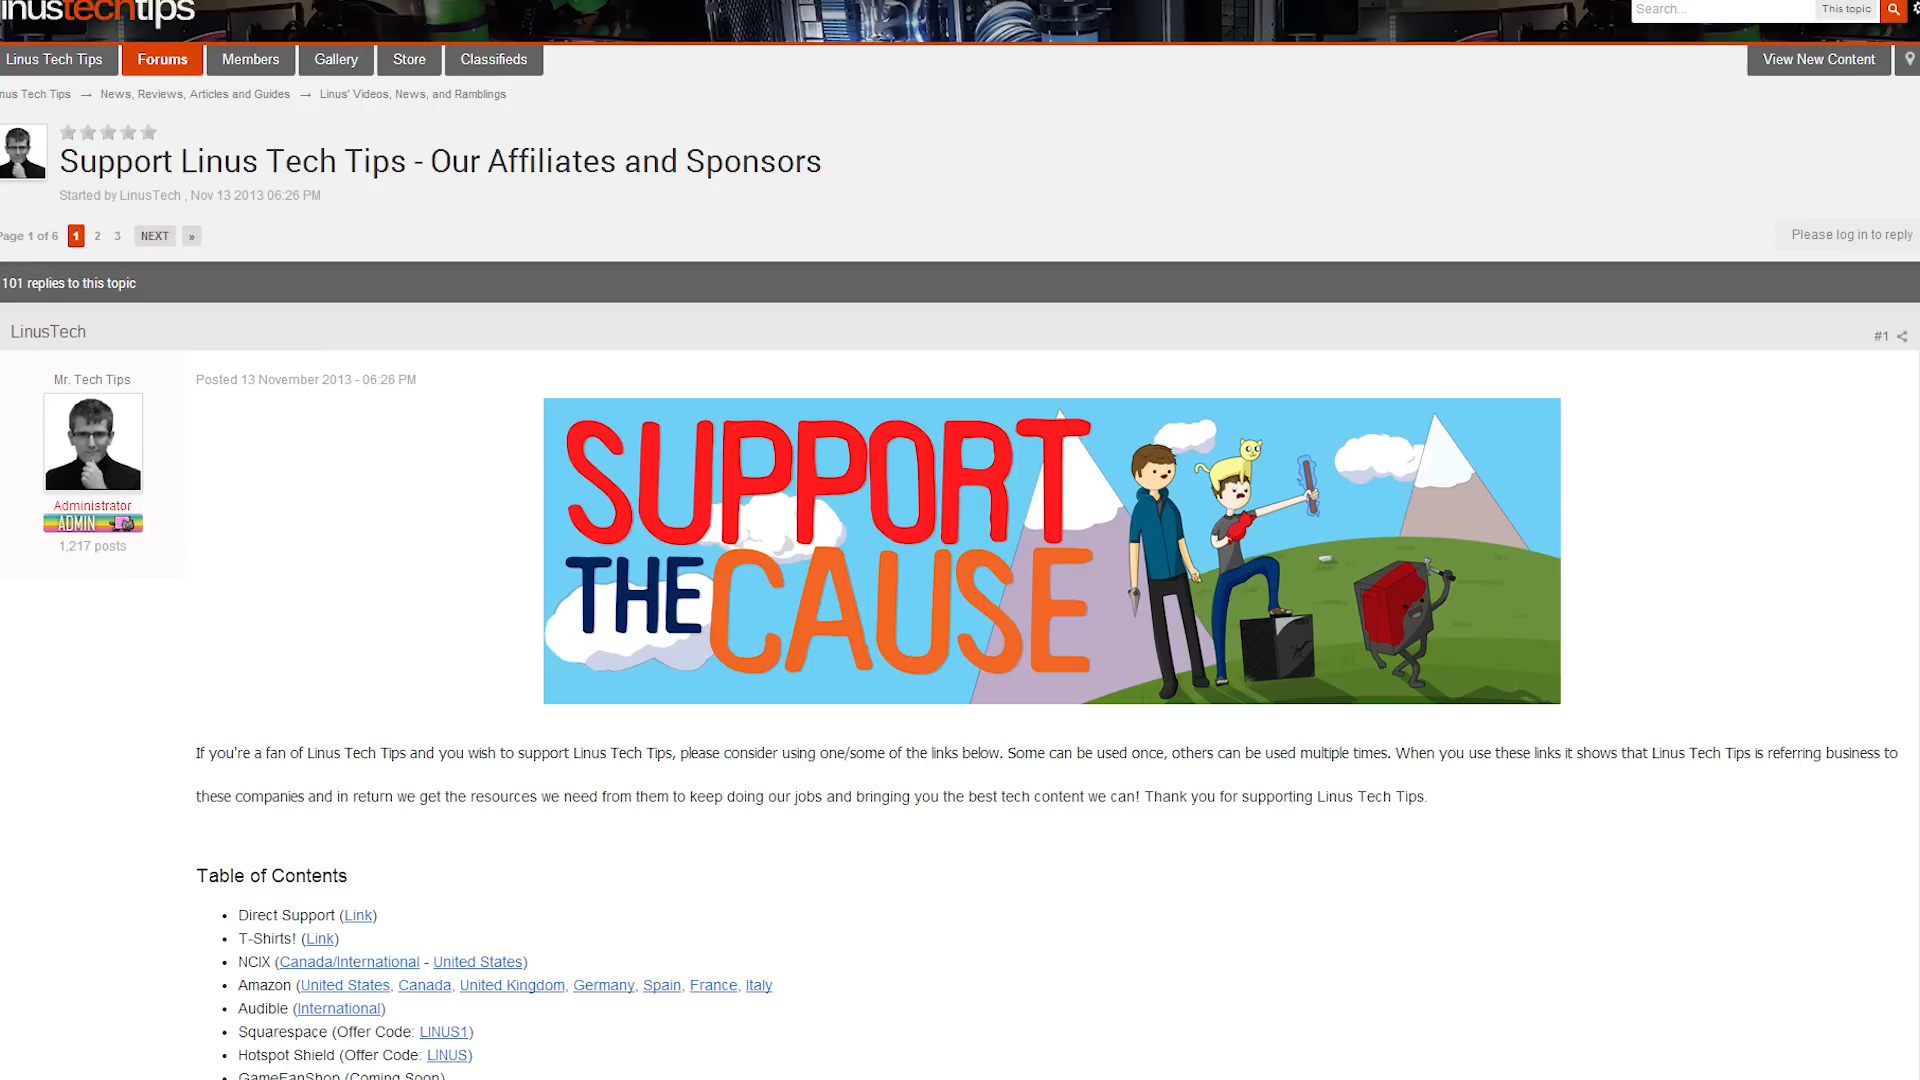 linustechtips
Search...
This topic
Linus Tech Tips
Forums
Members
Gallery
Store
Classifieds
View New Content
nus Tech Tips → News, Reviews, Articles and Guides → Linus' Videos, News, and Ramblings
Support Linus Tech Tips - Our Affiliates and Sponsors
Started by LinusTech , Nov 13 2013 06:26 PM
Page 1 of 6 1 2 3 NEXT »
Please log in to reply
101 replies to this topic
LinusTech
#1
Mr. Tech Tips
Administrator
ADMIN
1,217 posts
Posted 13 November 2013 - 06:26 PM
SUPPORT
THE CAUSE
If you're a fan of Linus Tech Tips and you wish to support Linus Tech Tips, please consider using one/some of the links below. Some can be used once, others can be used multiple times. When you use these links it shows that Linus Tech Tips is referring business to
these companies and in return we get the resources we need from them to keep doing our jobs and bringing you the best tech content we can! Thank you for supporting Linus Tech Tips.
Table of Contents
• Direct Support (Link)
• T-Shirts! (Link)
• NCIX (Canada/International - United States)
• Amazon (United States, Canada, United Kingdom, Germany, Spain, France, Italy
• Audible (International)
• Squarespace (Offer Code: LINUS1)
• Hotspot Shield (Offer Code: LINUS)
• GameFanShop (Coming Soon)